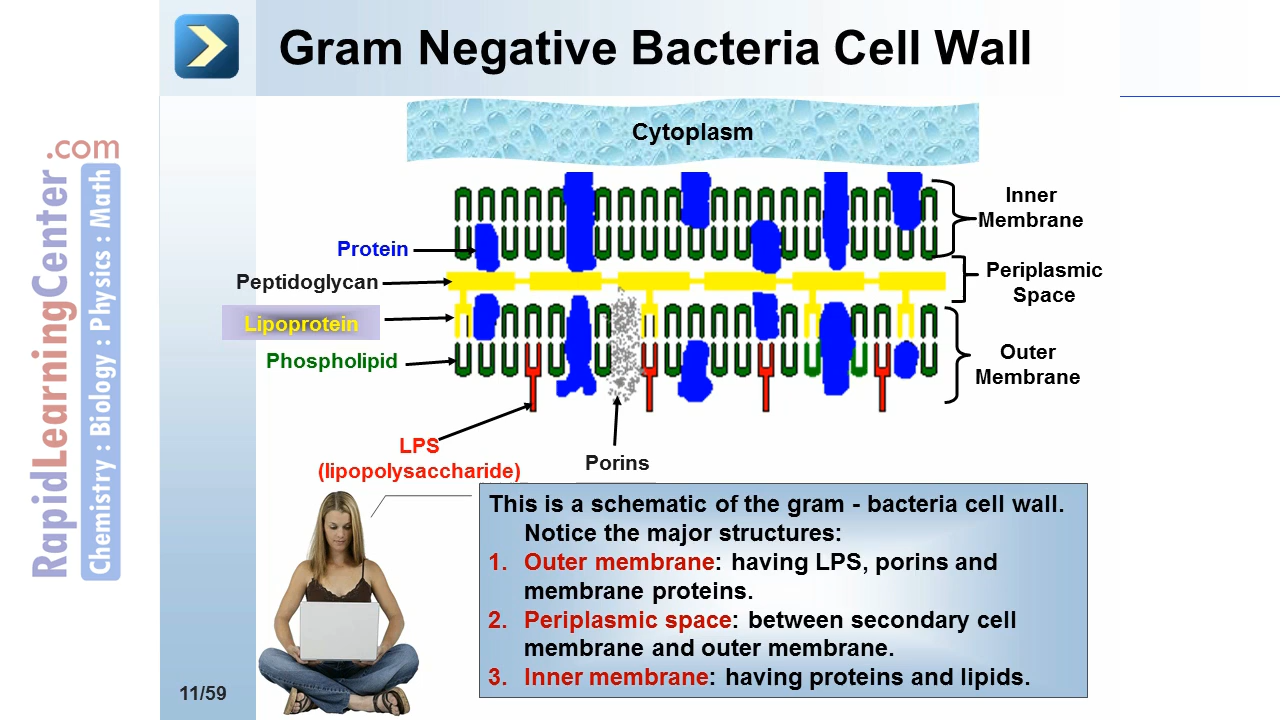 Gram Negative Bacteria Cell Wall
RapidLearningCenter.com
Chemistry : Biology : Physics : Math
Cytoplasm
Inner
Membrane
Protein
Peptidoglycan
Periplasmic
Space
Lipoprotein
Phospholipid
Outer
Membrane
LPS
(lipopolysaccharide)
Porins
This is a schematic of the gram - bacteria cell wall.
Notice the major structures:
1. Outer membrane: having LPS, porins and
membrane proteins.
2. Periplasmic space: between secondary cell
membrane and outer membrane.
3. Inner membrane: having proteins and lipids.
11/59